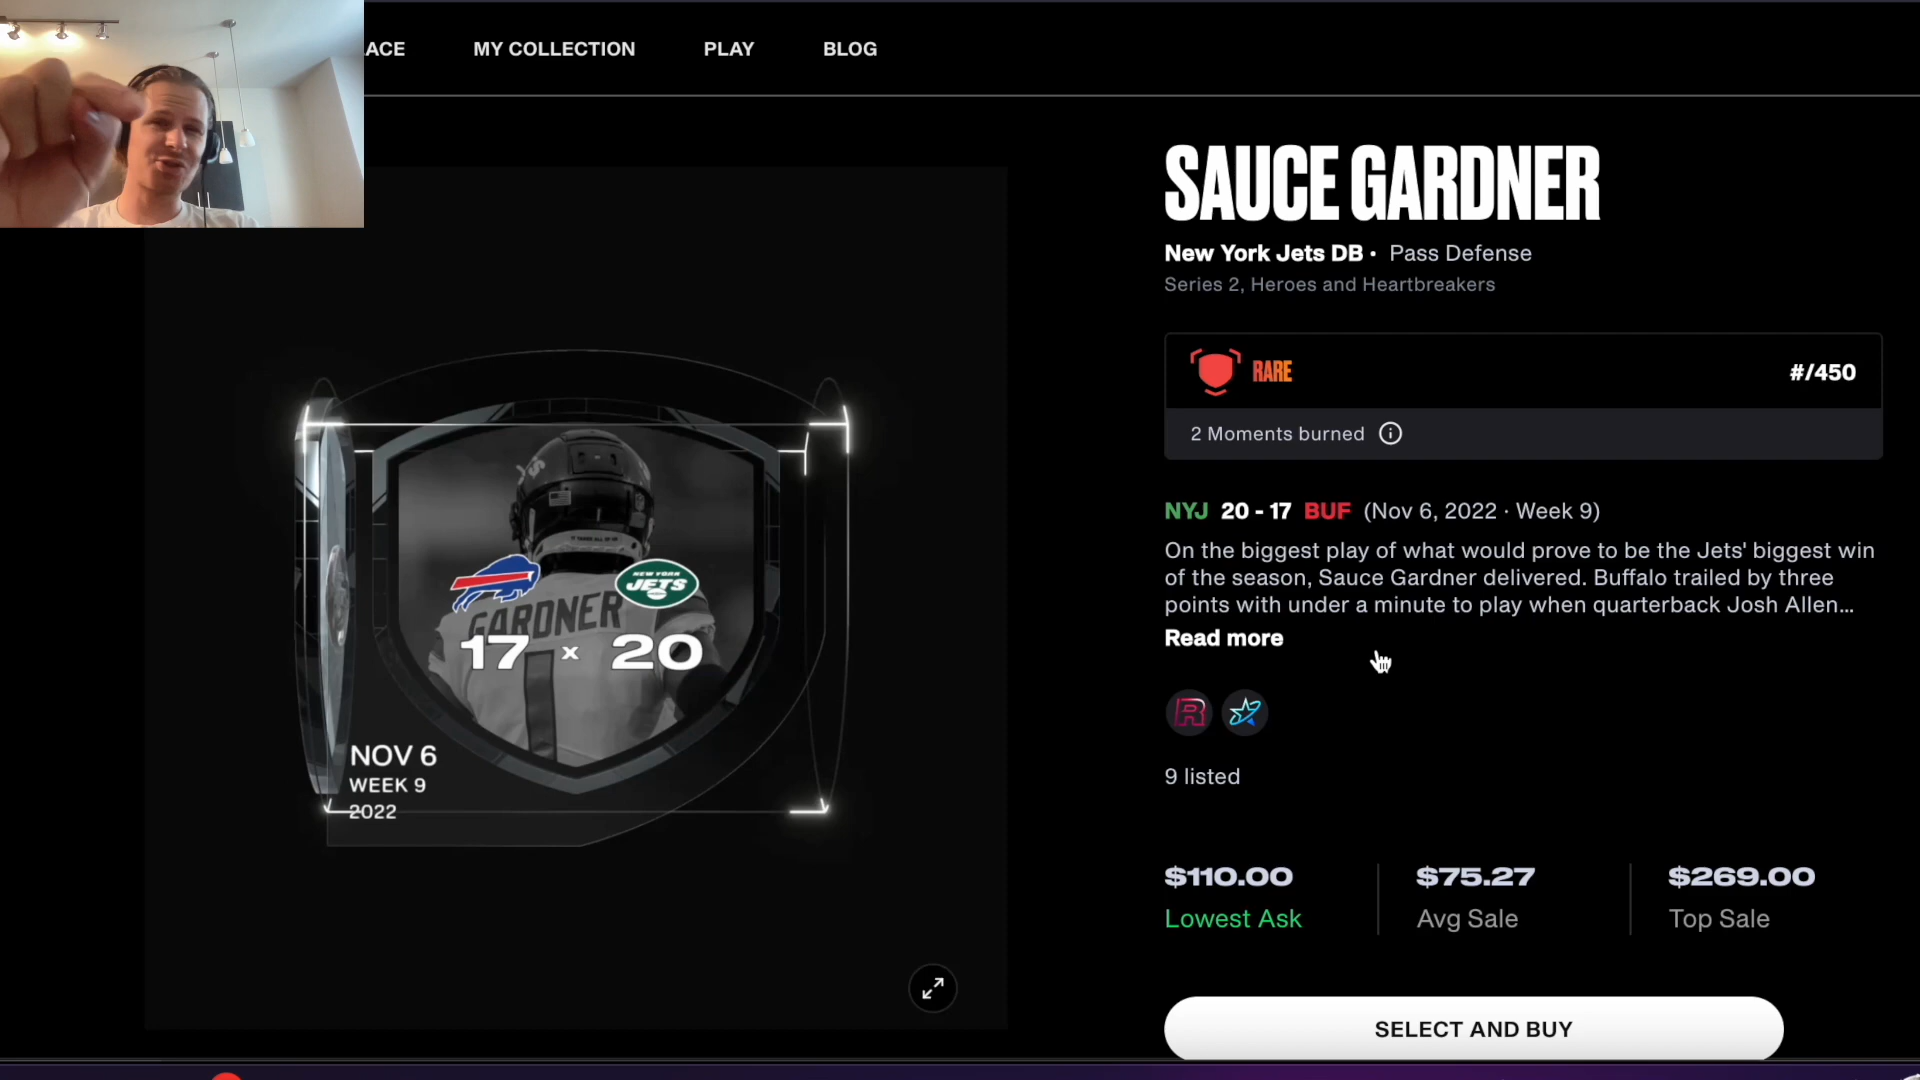 ACE
MY COLLECTION
PLAY
BLOG
SAUCE GARDNER
New York Jets DB • Pass Defense
Series 2, Heroes and Heartbreakers
RARE
#/450
2 Moments burned
NYJ 20 - 17 BUF (Nov 6, 2022 · Week 9)
On the biggest play of what would prove to be the Jets' biggest win
of the season, Sauce Gardner delivered. Buffalo trailed by three
points with under a minute to play when quarterback Josh Allen...
Read more
NEW YORK
JETS
GARDNER
17 x 20
1
NOV 6
WEEK 9
2022
R
9 listed
$110.00
Lowest Ask
$75.27
Avg Sale
$269.00
Top Sale
SELECT AND BUY